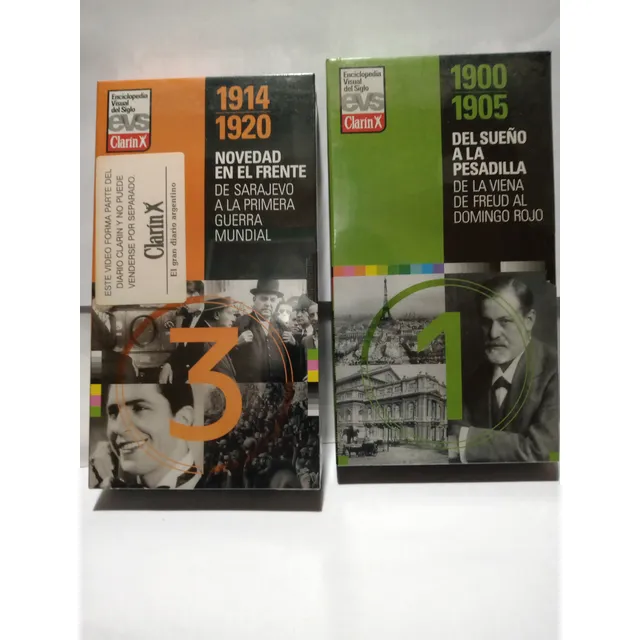 Enciclopedia
Visual
del Siglo
evs
Clarín X
1914
1920
NOVEDAD
EN EL FRENTE
DE SARAJEVO
A LA PRIMERA
GUERRA
MUNDIAL
ESTE VIDEO FORMA PARTE DEL
DIARIO CLARIN Y NO PUEDE
VENDERSE POR SEPARADO.
Clarín X
El gran diario argentino
3
Enciclopedia
Visual
del Siglo
evs
Clarín X
1900
1905
DEL SUEÑO
A LA
PESADILLA
DE LA VIENA
DE FREUD AL
DOMINGO ROJO
1